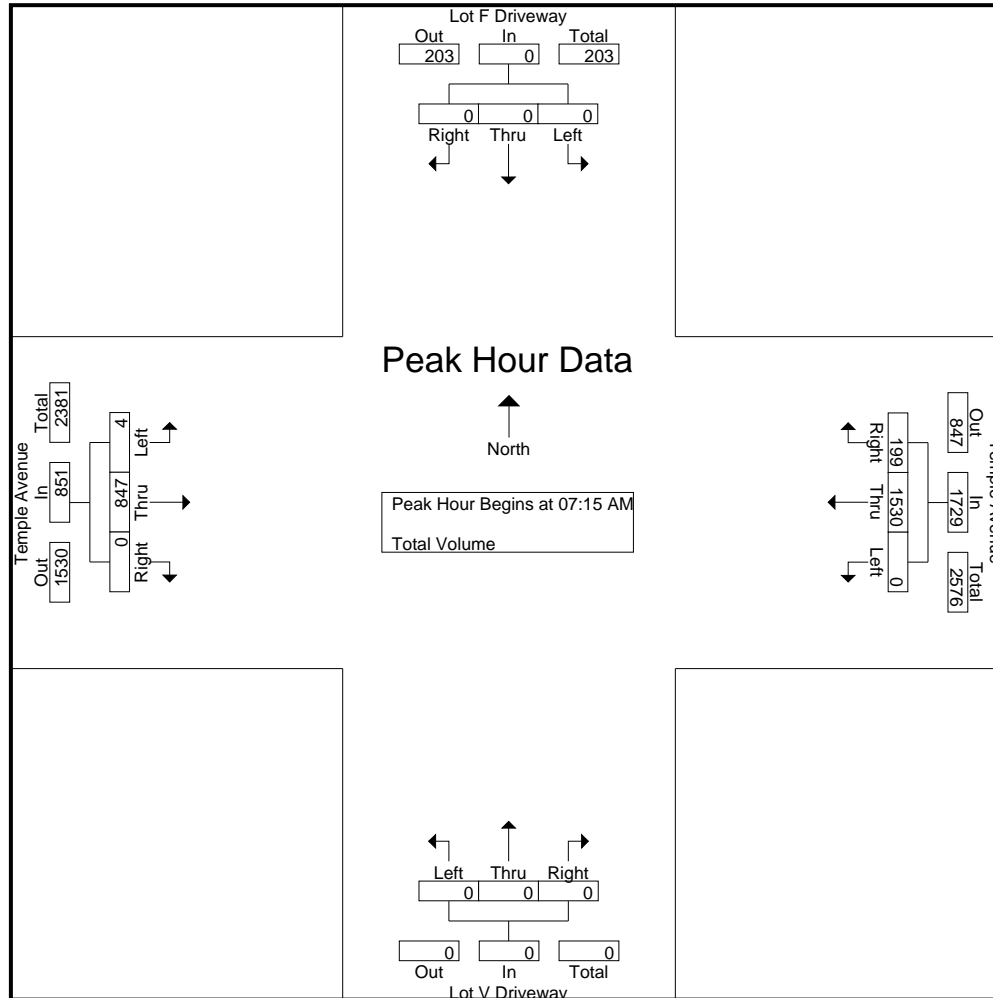 Lot F Driveway
Out In Total
203 0 203
0 0 0
Right Thru Left
Peak Hour Data
North
Peak Hour Begins at 07:15 AM
Total Volume
Temple Avenue
Out In Total
1530 851 2381
Left Thru Right
4 847 0
Out In Total
847 1729 2576
Right Thru Left
199 1530 0
Left Thru Right
0 0 0
0 0 0
Out In Total
Lot V Driveway